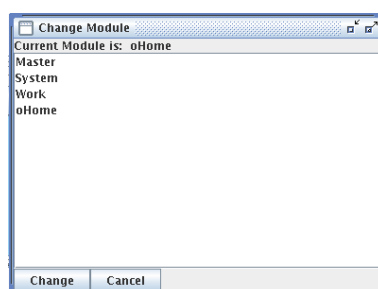 Change Module
Current Module is: oHome
Master
System
Work
oHome
Change Cancel